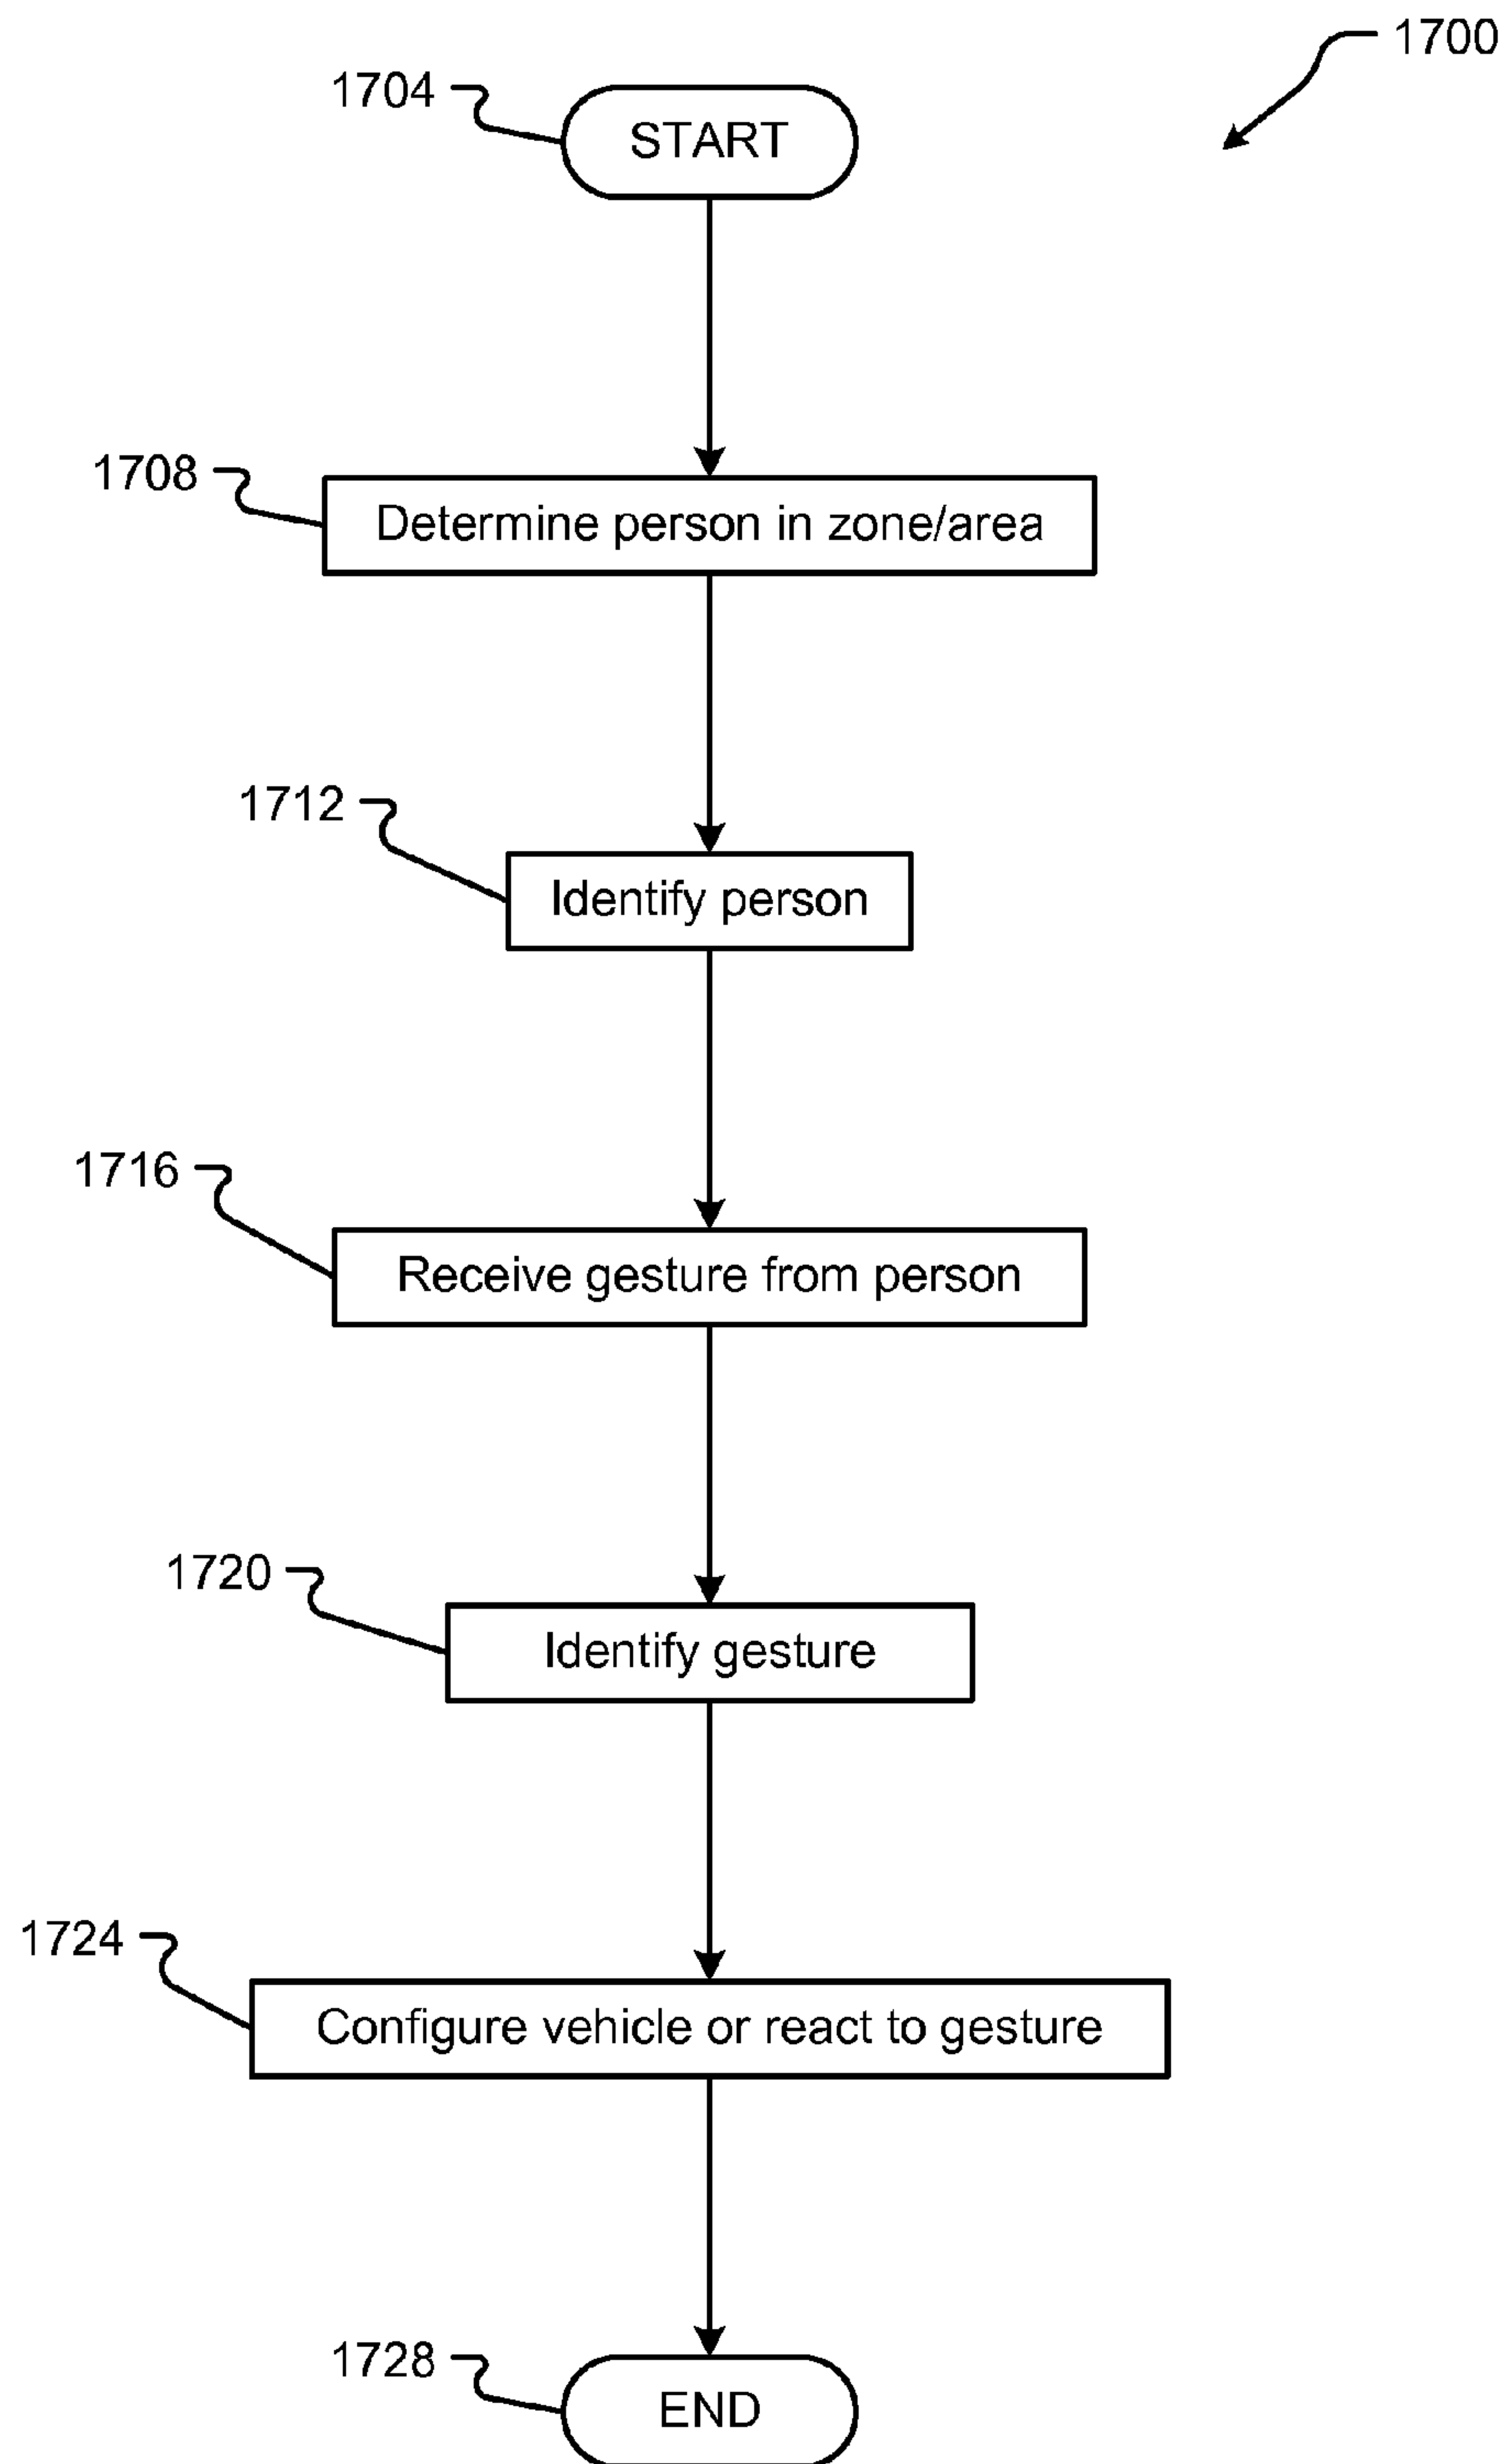 1700
1704
START
1708
Determine person in zone/area
1712
Identify person
1716
Receive gesture from person
1720
Identify gesture
1724
Configure vehicle or react to gesture
1728
END